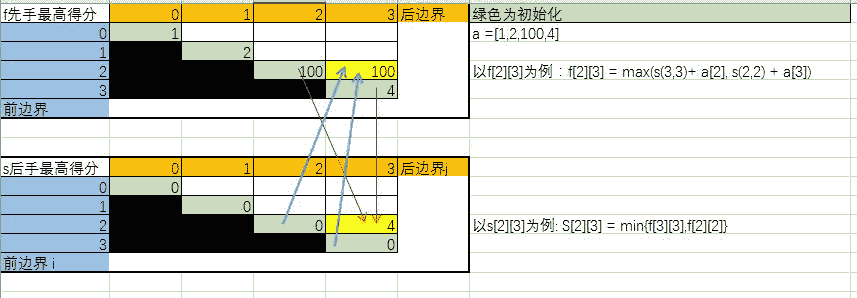 f先手最高得分 0 1 2 3 后边界 绿色为初始化
0 1 a =[1,2,100,4]
1 2
2 100 100 以f[2][3]为例：f[2][3] = max(s(3,3)+ a[2], s(2,2) + a[3])
3 4
前边界
s后手最高得分 0 1 2 3 后边界j
0 0
1 0
2 0 4 以s[2][3]为例: S[2][3] = min{f[3][3],f[2][2]}
3 0
前边界 i